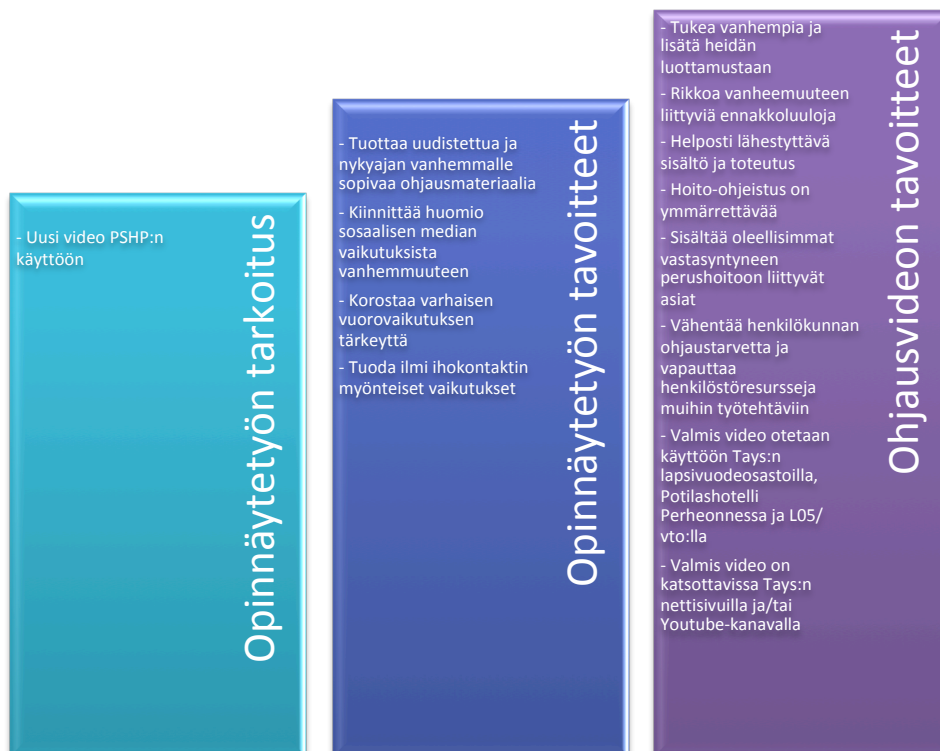 - Uusi video PSHP:n
käyttöön
Opinnäytetyön tarkoitus
- Tuottaa uudistettua ja
nykyajan vanhemmalle
sopivaa ohjausmateriaalia
- Kiinnittää huomio
sosaalisen median
vaikutuksista
vanhemmuuteen
- Korostaa varhaisen
vuorovaikutuksen
tärkeyttä
- Tuoda ilmi ihokontaktin
myönteiset vaikutukset
Opinnäytetyön tavoitteet
- Tukea vanhempia ja
lisätä heidän
luottamustaan
- Rikkoa vanheemuuteen
liittyviä ennakkoluuloja
- Helposti lähestyttävä
sisältö ja toteutus
- Hoito-ohjeistus on
ymmärrettävää
- Sisältää oleellisimmat
vastasyntyneen
perushoitoon liittyvät
asiat
- Vähentää henkilökunnan
ohjaustarvetta ja
vapauttaa
henkilöstöresursseja
muihin työtehtäviin
- Valmis video otetaan
käyttöön Tays:n
lapsivuodeosastoilla,
Potilashotelli
Perheonnessa ja L05/
vto:lla
- Valmis video on
katsottavissa Tays:n
nettisivuilla ja/tai
Youtube-kanavalla
Ohjausvideon tavoitteet